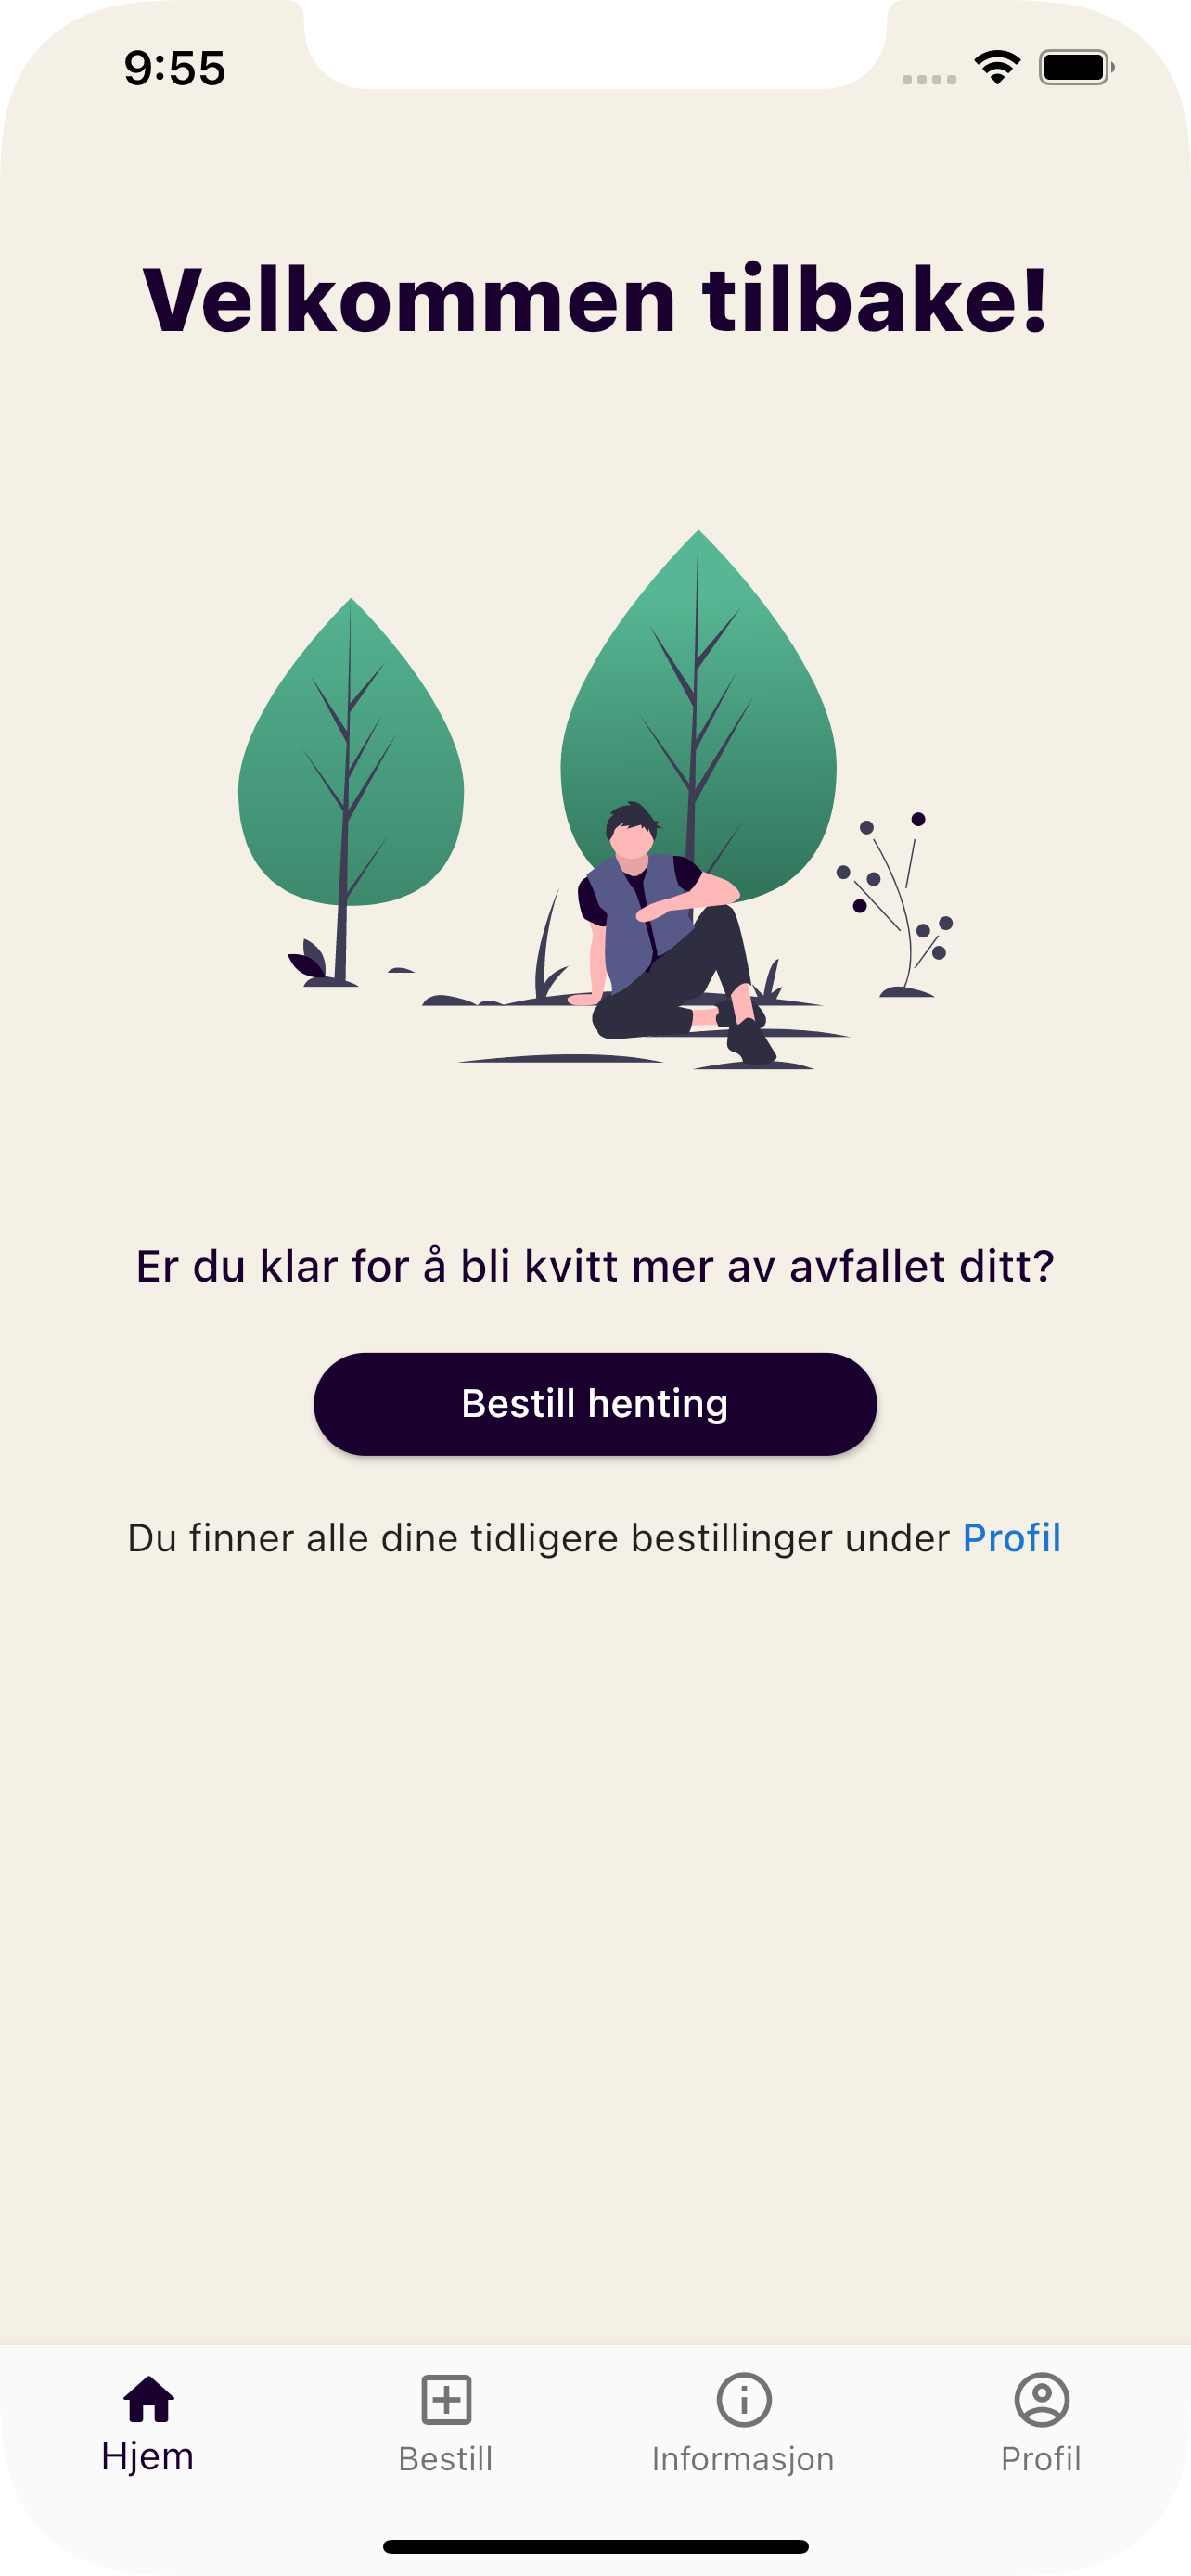 9:55
Velkommen tilbake!
Er du klar for å bli kvitt mer av avfallet ditt?
Bestill henting
Du finner alle dine tidligere bestillinger under Profil
Hjem
Bestill
Informasjon
Profil